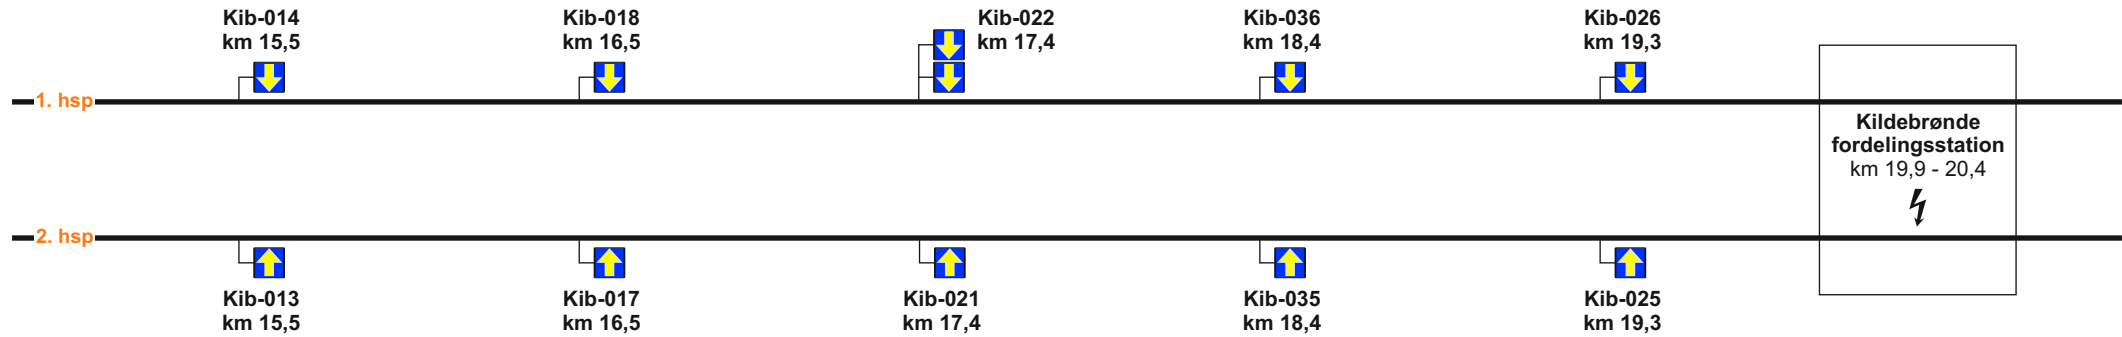 Kib-014
km 15,5
Kib-018
km 16,5
Kib-022
km 17,4
Kib-036
km 18,4
Kib-026
km 19,3
1. hsp
Kildebrønde
fordelingsstation
km 19,9 - 20,4
2. hsp
Kib-013
km 15,5
Kib-017
km 16,5
Kib-021
km 17,4
Kib-035
km 18,4
Kib-025
km 19,3